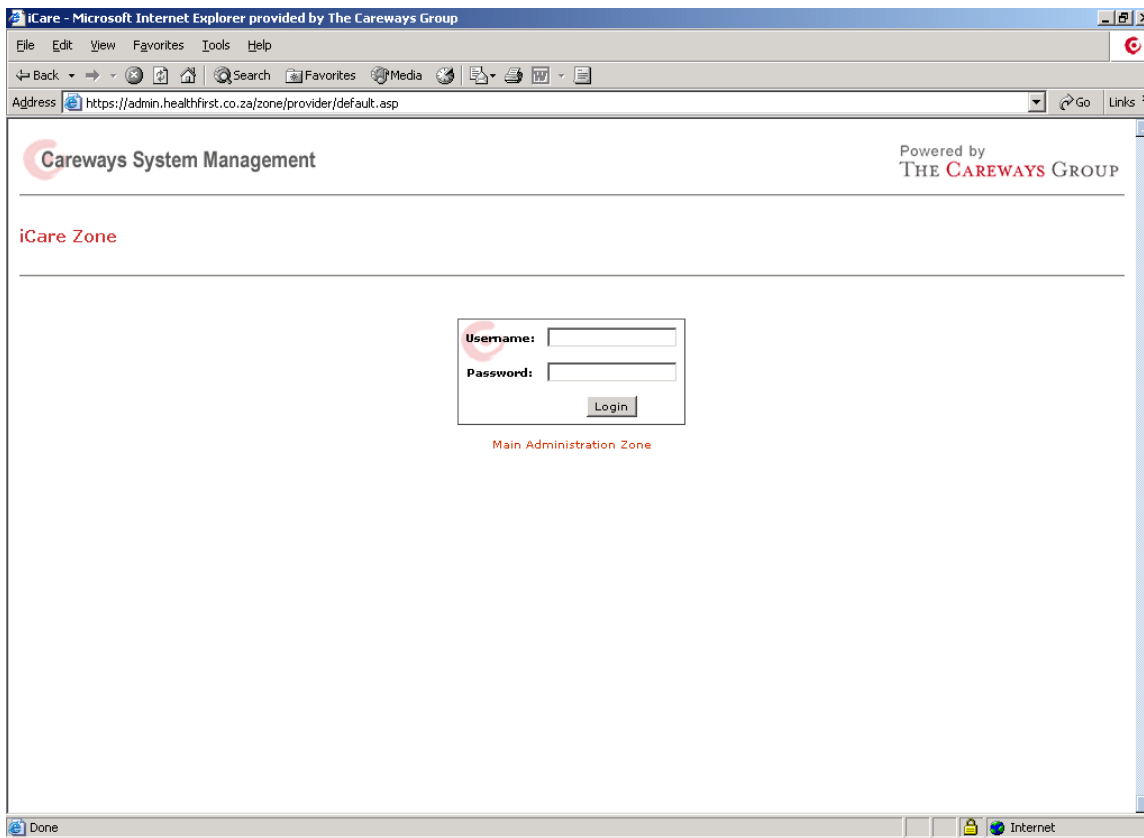 iCare - Microsoft Internet Explorer provided by The Careways Group
File Edit View Favorites Tools Help
Back Search Favorites Media
Address https://admin.healthfirst.co.za/zone/provider/default.asp Go Links
Careways System Management
Powered by
THE CAREWAYS GROUP
iCare Zone
Username:
Password:
Login
Main Administration Zone
Done Internet